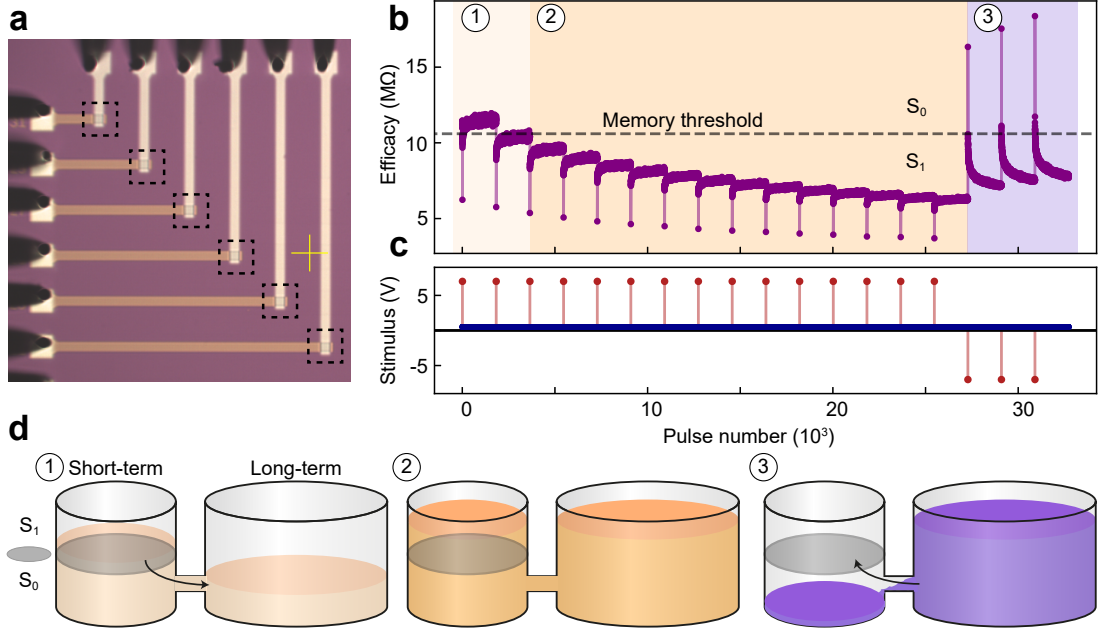 a
b
1
2
3
15
10
5
Efficacy (MΩ)
Memory threshold
S₀
S₁
c
5
-5
Stimulus (V)
0
10
20
30
Pulse number (10³)
d
1
Short-term
Long-term
2
3
S₁
S₀